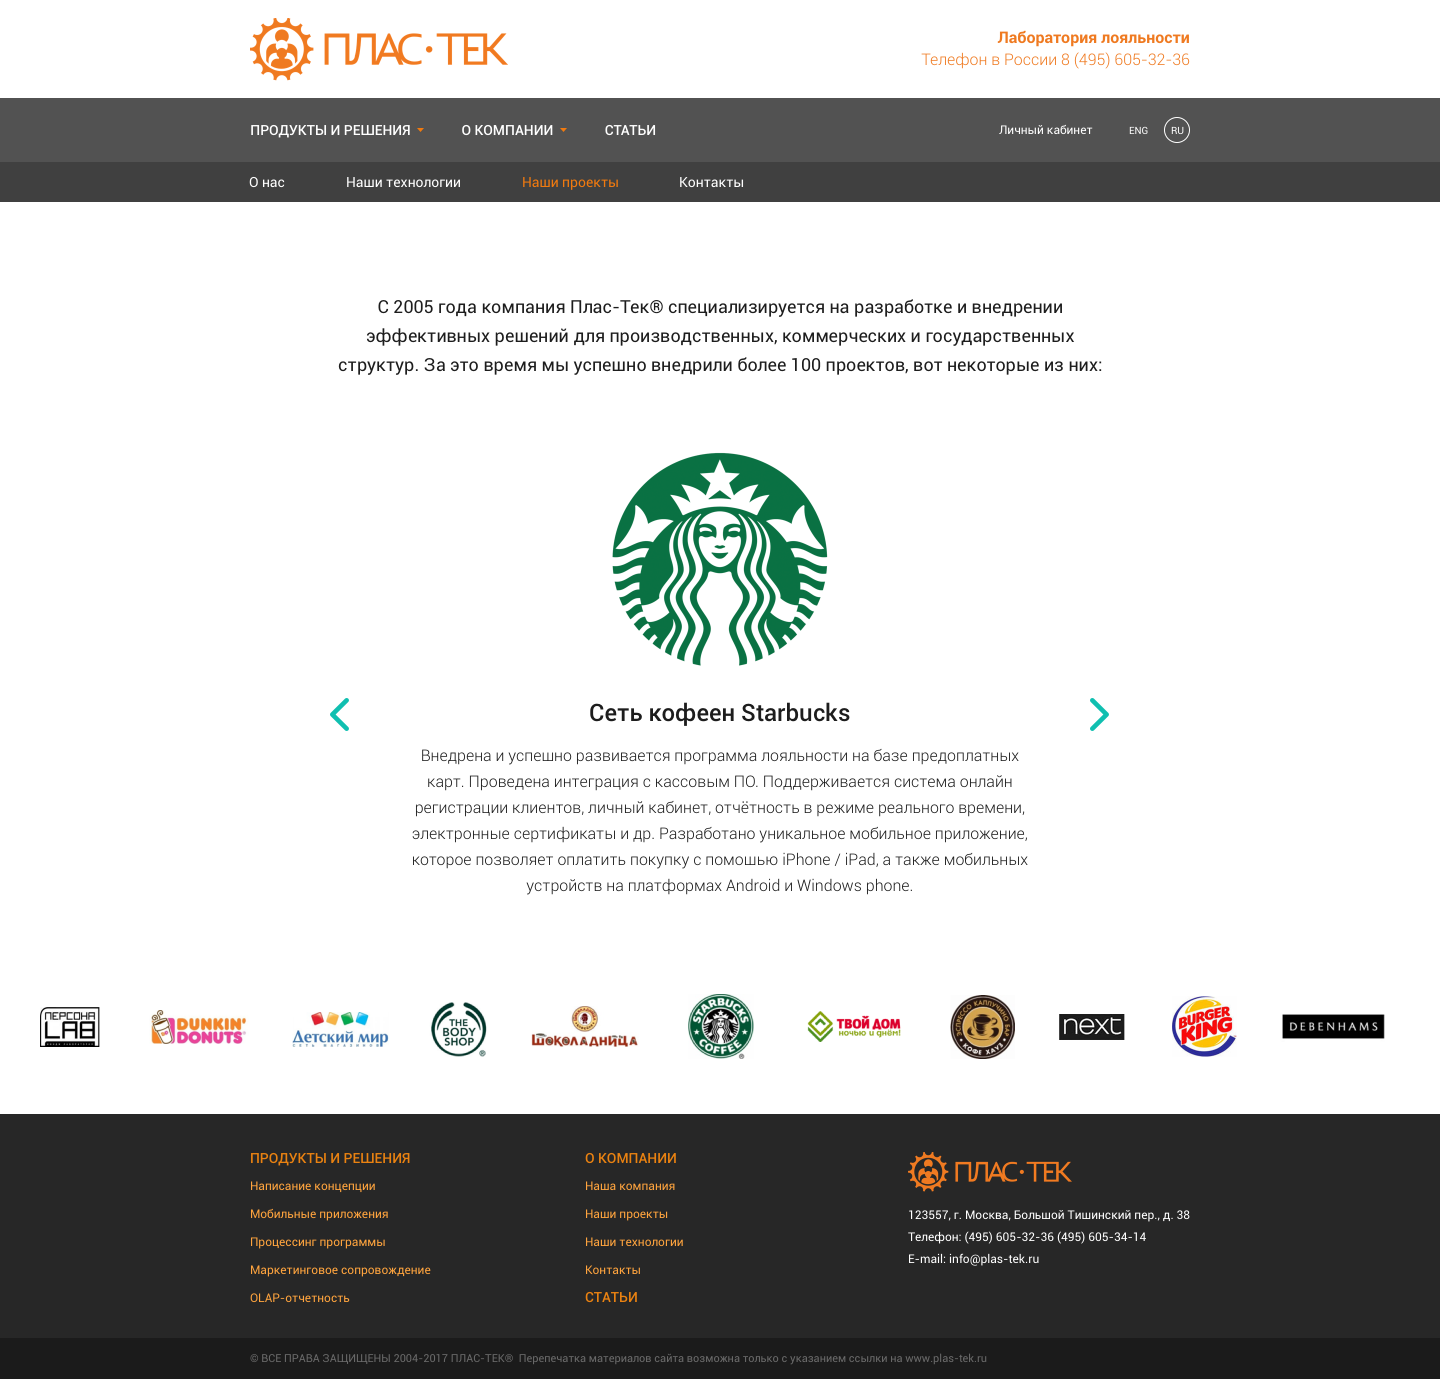 ПЛАС·ТЕК
Лаборатория лояльности
Телефон в России 8 (495) 605-32-36
ПРОДУКТЫ И РЕШЕНИЯ О КОМПАНИИ СТАТЬИ Личный кабинет ENG RU
О нас Наши технологии Наши проекты Контакты
С 2005 года компания Плас-Тек® специализируется на разработке и внедрении
эффективных решений для производственных, коммерческих и государственных
структур. За это время мы успешно внедрили более 100 проектов, вот некоторые из них:
Сеть кофеен Starbucks
Внедрена и успешно развивается программа лояльности на базе предоплатных
карт. Проведена интеграция с кассовым ПО. Поддерживается система онлайн
регистрации клиентов, личный кабинет, отчётность в режиме реального времени,
электронные сертификаты и др. Разработано уникальное мобильное приложение,
которое позволяет оплатить покупку с помошью iPhone / iPad, а также мобильных
устройств на платформах Android и Windows phone.
ПЕРСОНА
LAB
DUNKIN'
DONUTS
Детский мир
СЕТЬ МАГАЗИНОВ
THE
BODY
SHOP
®
ШОКОЛАДНИЦА
STARBUCKS
COFFEE
®
ТВОЙ ДОМ
ночью и днём!
ЭСПРЕССО КАПУЧЧИНО БАР
КОФЕ ХАУЗ
next
BURGER
KING
DEBENHAMS
ПРОДУКТЫ И РЕШЕНИЯ
Написание концепции
Мобильные приложения
Процессинг программы
Маркетинговое сопровождение
OLAP-отчетность
О КОМПАНИИ
Наша компания
Наши проекты
Наши технологии
Контакты
СТАТЬИ
ПЛАС·ТЕК
123557, г. Москва, Большой Тишинский пер., д. 38
Телефон: (495) 605-32-36 (495) 605-34-14
E-mail: info@plas-tek.ru
© ВСЕ ПРАВА ЗАЩИЩЕНЫ 2004-2017 ПЛАС-ТЕК® Перепечатка материалов сайта возможна только с указанием ссылки на www.plas-tek.ru